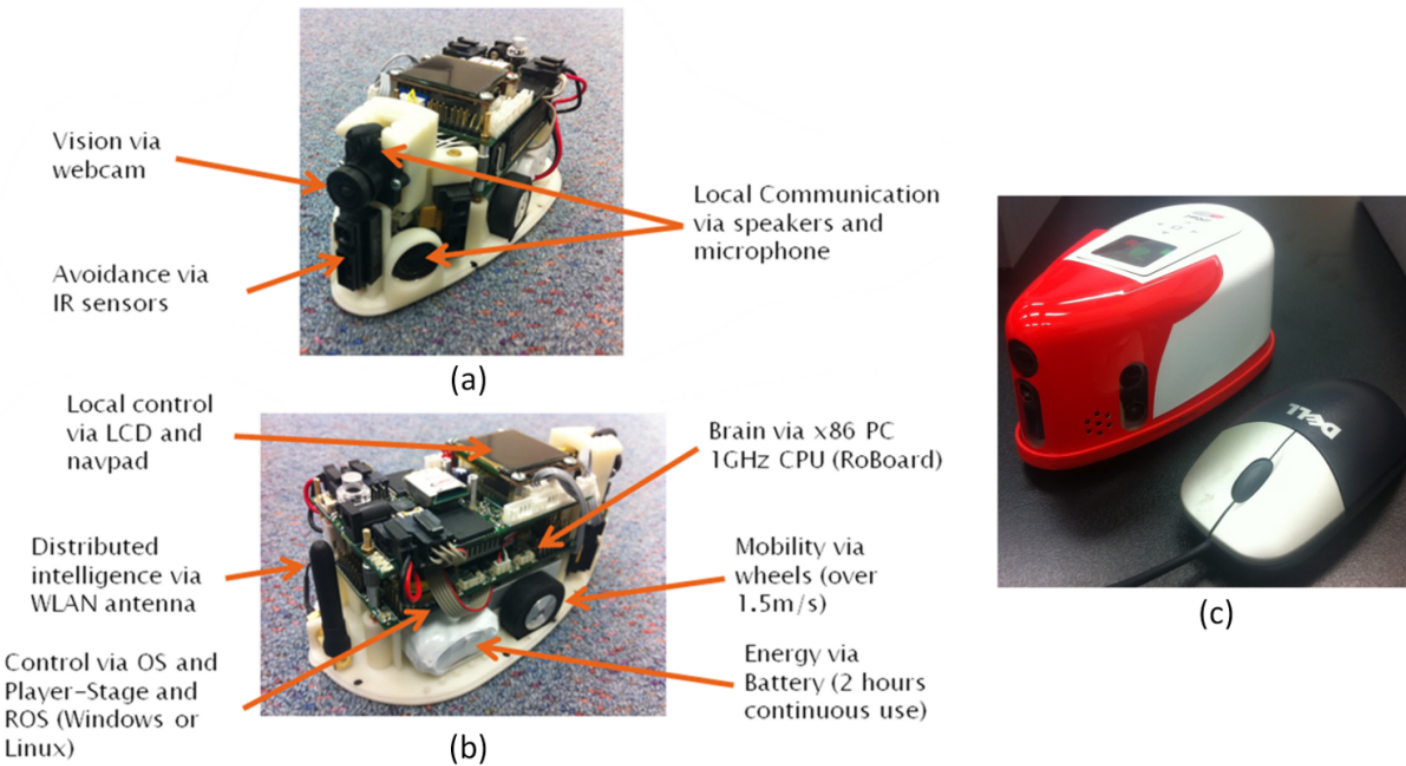 Vision via
webcam
Avoidance via
IR sensors
Local Communication
via speakers and
microphone
(a)
Local control
via LCD and
navpad
Distributed
intelligence via
WLAN antenna
Control via OS and
Player-Stage and
ROS (Windows or
Linux)
Brain via x86 PC
1GHz CPU (RoBoard)
Mobility via
wheels (over
1.5m/s)
Energy via
Battery (2 hours
continuous use)
(b)
DELL
(c)